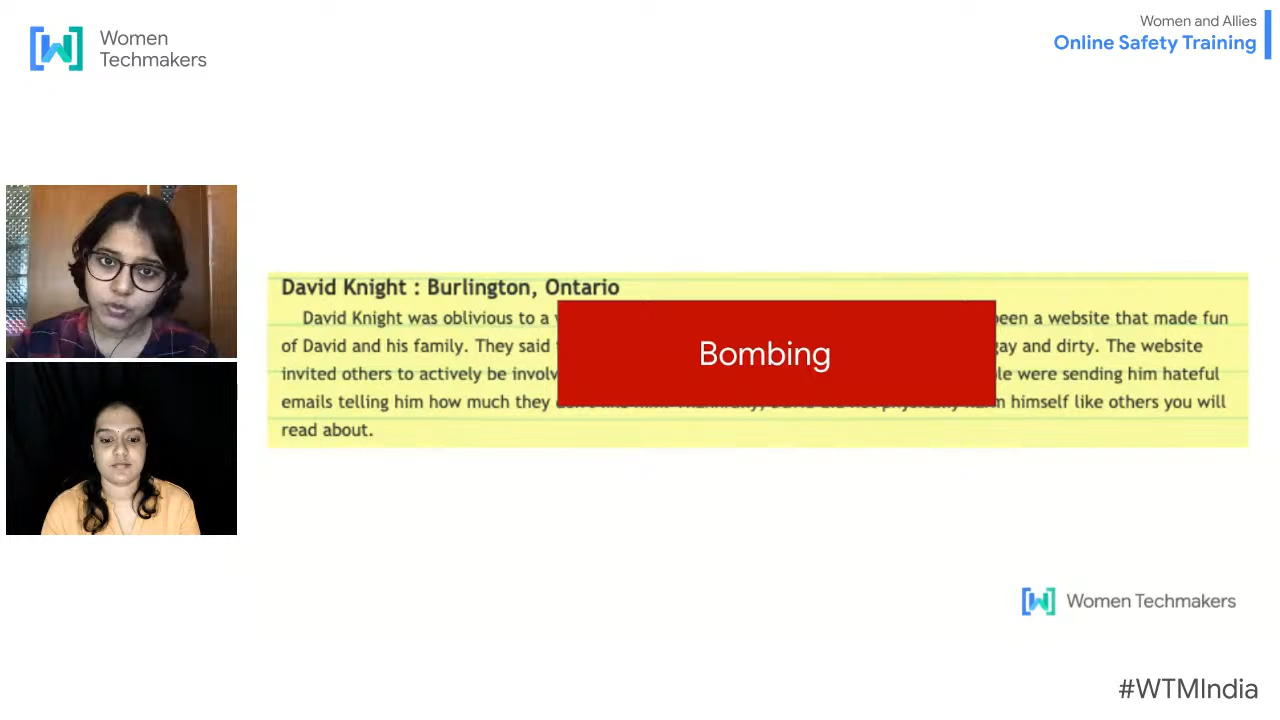 Women
Techmakers
Women and Allies
Online Safety Training
David Knight : Burlington, Ontario
David Knight was oblivious to a been a website that made fun
of David and his family. They said gay and dirty. The website
invited others to actively be were sending him hateful
emails telling him how much they himself like others you will
read about.
Bombing
Women Techmakers
#WTMIndia